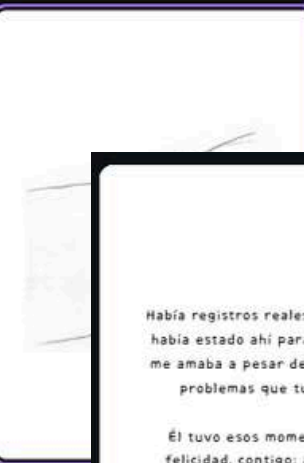 Había registros reales
había estado ahí para
me amaba a pesar de
problemas que tu
Él tuvo esos mome
felicidad, contigo;